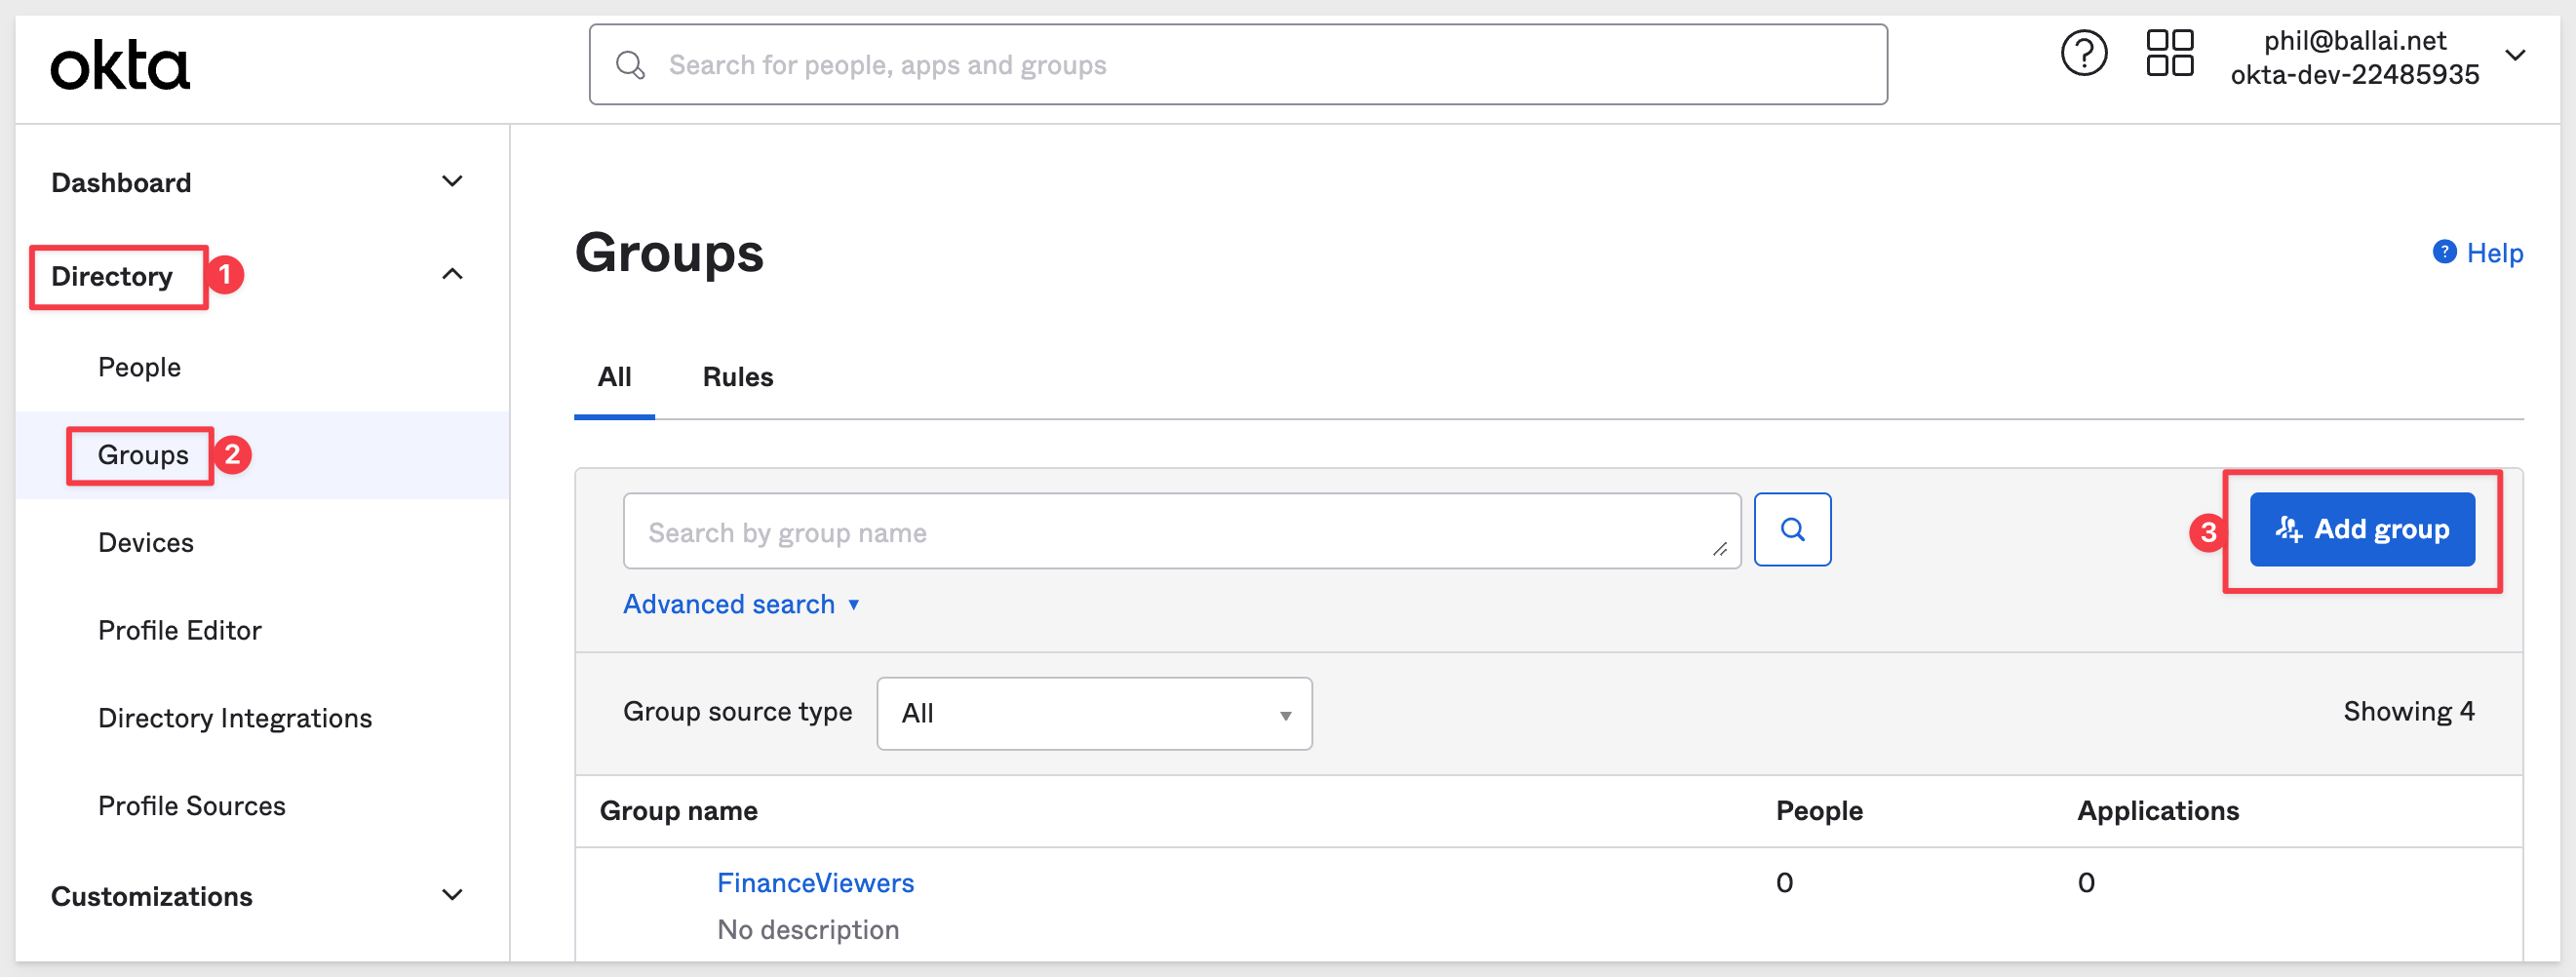 okta
Search for people, apps and groups
phil@ballai.net
okta-dev-22485935
Dashboard
Directory 1
People
Groups 2
Devices
Profile Editor
Directory Integrations
Profile Sources
Customizations
Groups
? Help
All Rules
Search by group name
3 Add group
Advanced search
Group source type All Showing 4
Group name People Applications
FinanceViewers 0 0
No description